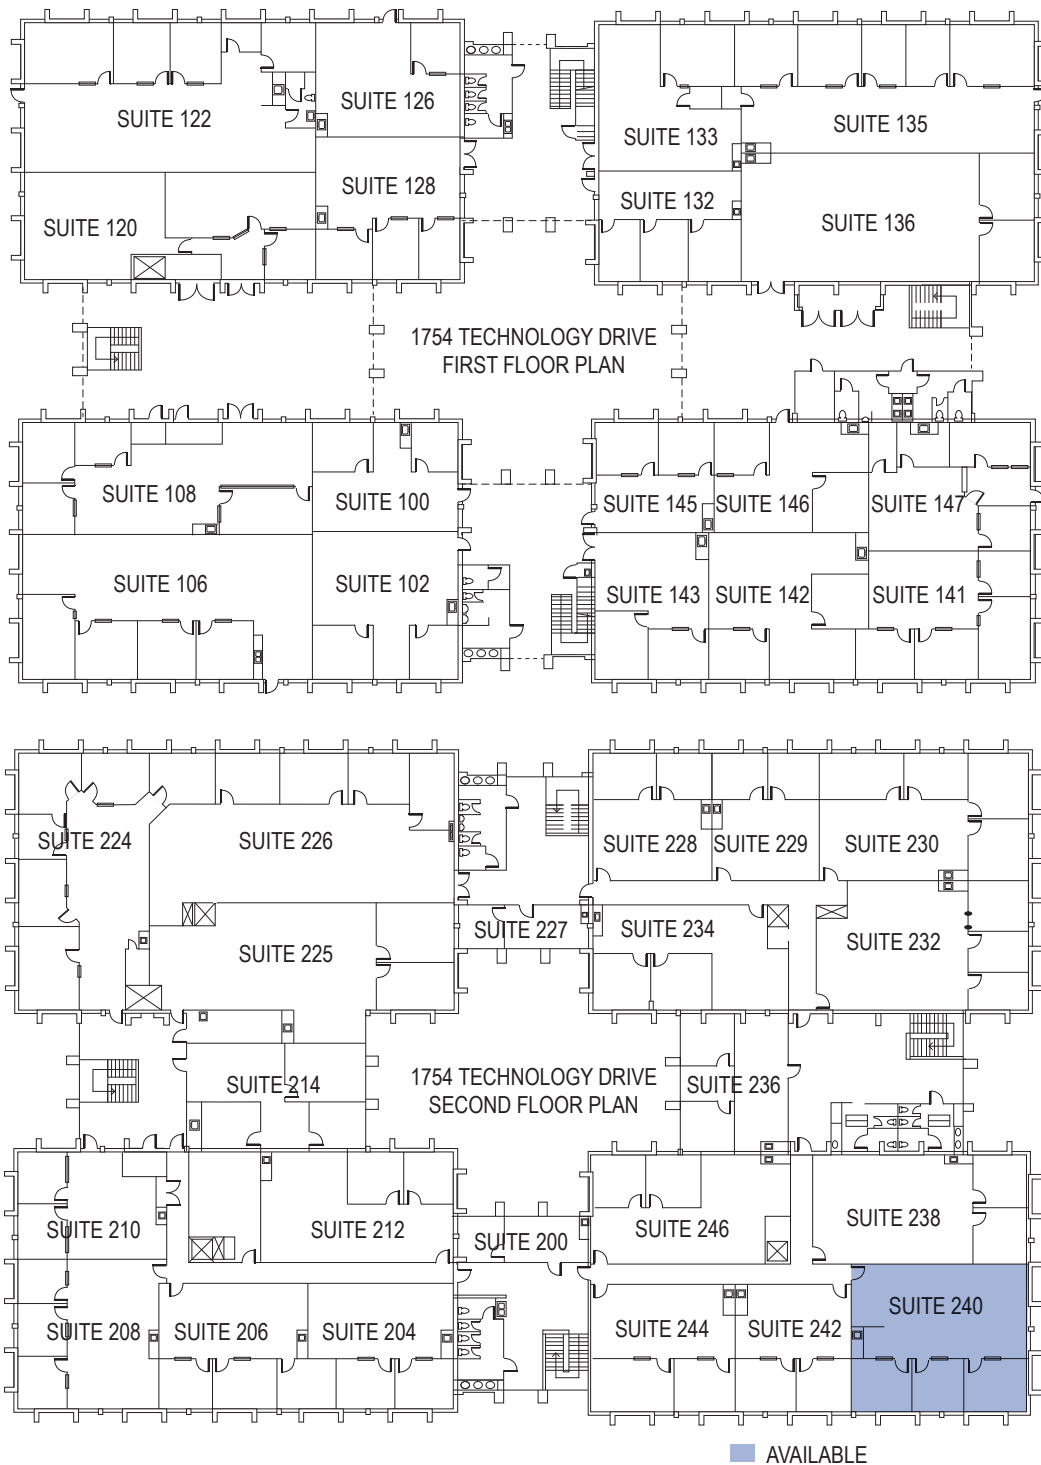 SUITE 122
SUITE 126
SUITE 128
SUITE 120
SUITE 133
SUITE 135
SUITE 132
SUITE 136
1754 TECHNOLOGY DRIVE
FIRST FLOOR PLAN
SUITE 108
SUITE 100
SUITE 106
SUITE 102
SUITE 145
SUITE 146
SUITE 147
SUITE 143
SUITE 142
SUITE 141
SUITE 224
SUITE 226
SUITE 225
SUITE 227
SUITE 228
SUITE 229
SUITE 230
SUITE 234
SUITE 232
SUITE 214
1754 TECHNOLOGY DRIVE
SECOND FLOOR PLAN
SUITE 236
SUITE 210
SUITE 212
SUITE 200
SUITE 246
SUITE 238
SUITE 208
SUITE 206
SUITE 204
SUITE 244
SUITE 242
SUITE 240
AVAILABLE